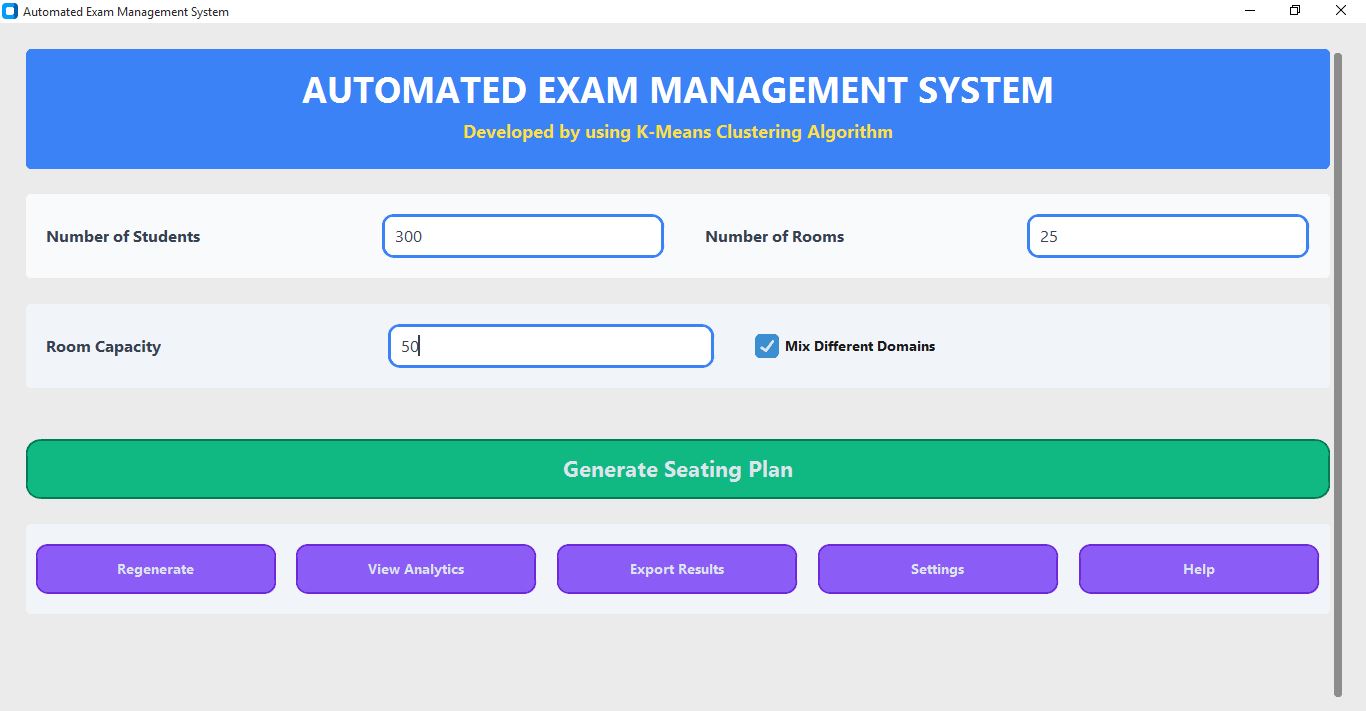 Automated Exam Management System
AUTOMATED EXAM MANAGEMENT SYSTEM
Developed by using K-Means Clustering Algorithm
Number of Students 300 Number of Rooms 25
Room Capacity 50 Mix Different Domains
Generate Seating Plan
Regenerate View Analytics Export Results Settings Help